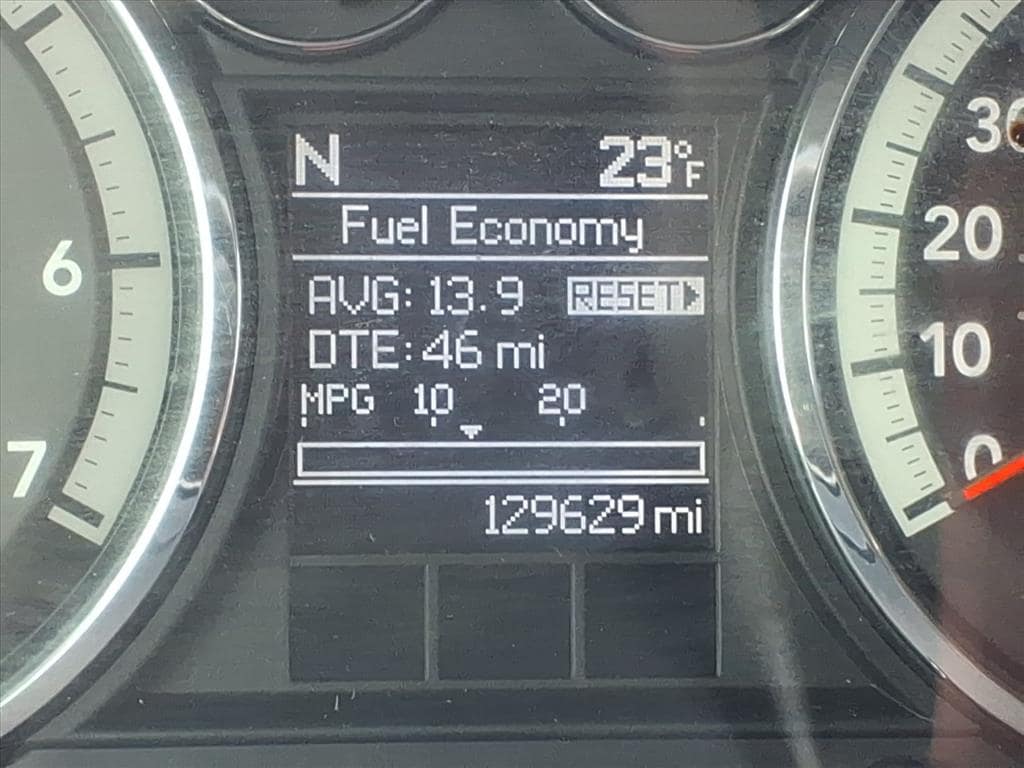 N 23°F
Fuel Economy
AVG: 13.9 RESET
DTE: 46 mi
MPG 10 20
129629 mi
6
7
30
20
10
0